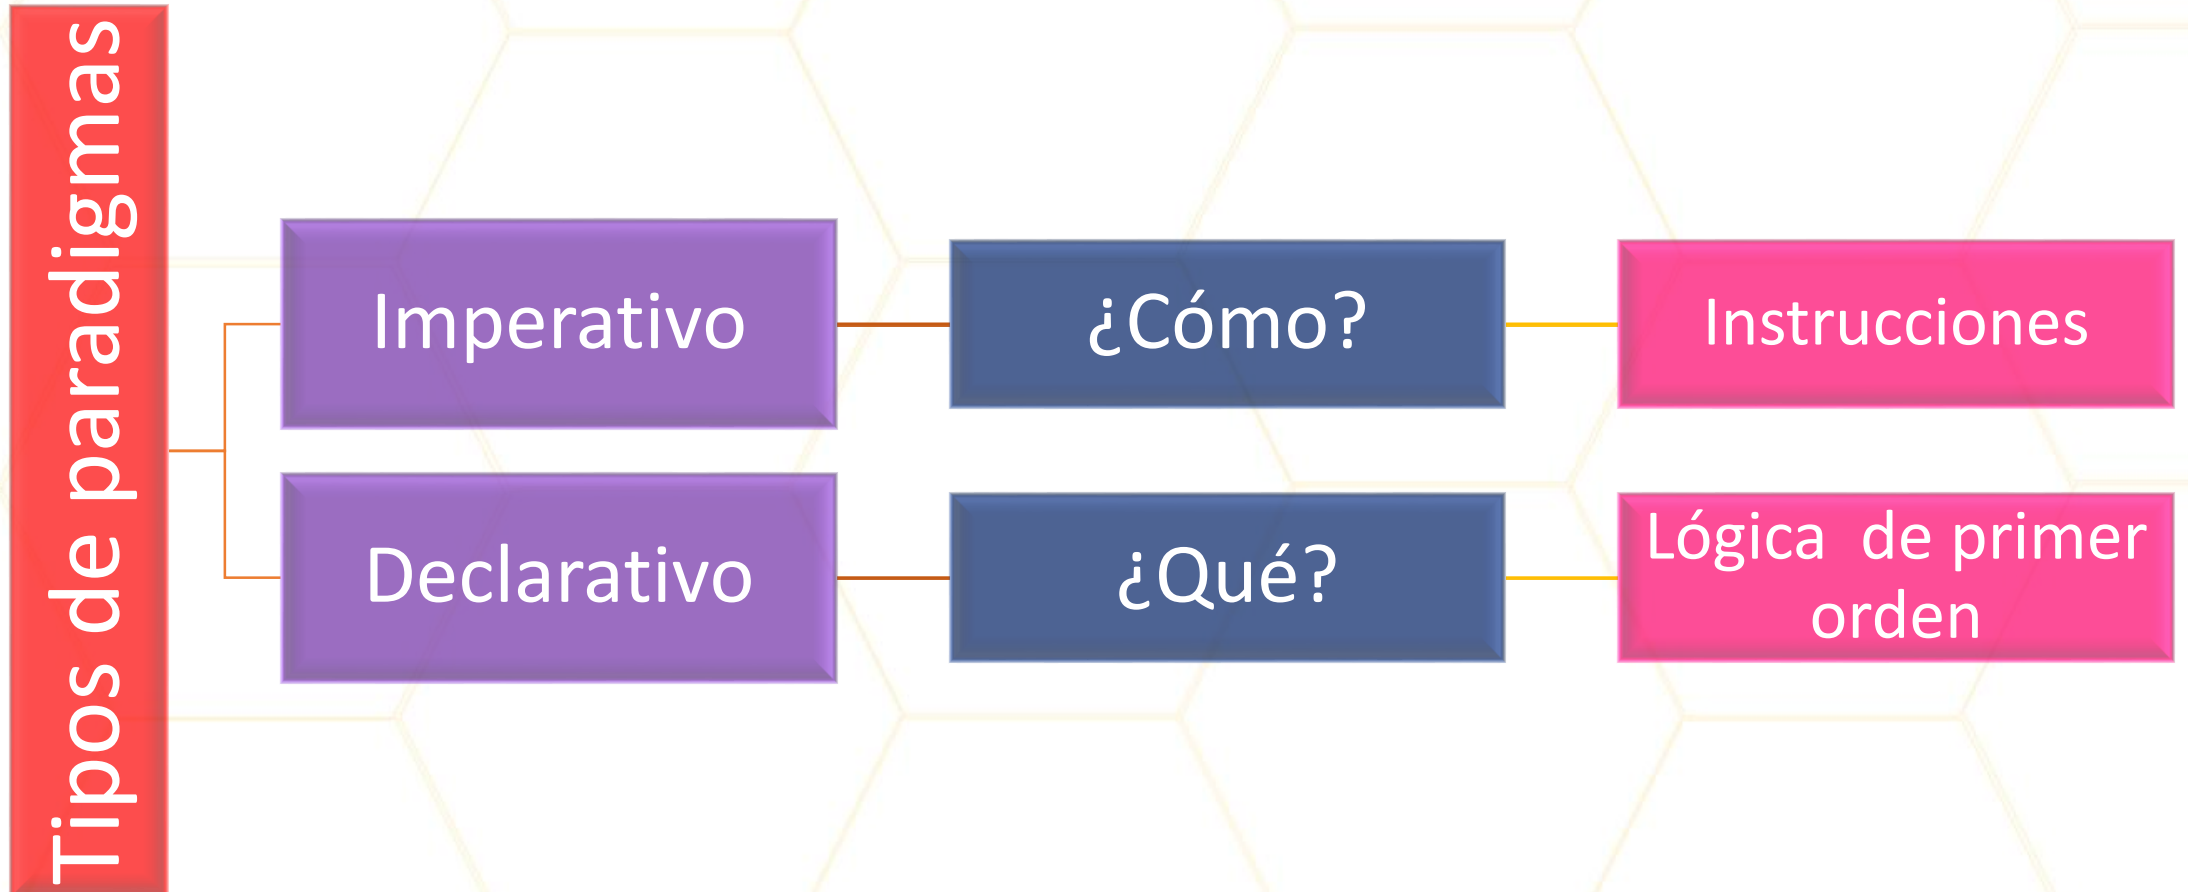 Tipos de paradigmas
Imperativo
¿Cómo?
Instrucciones
Declarativo
¿Qué?
Lógica de primer
orden